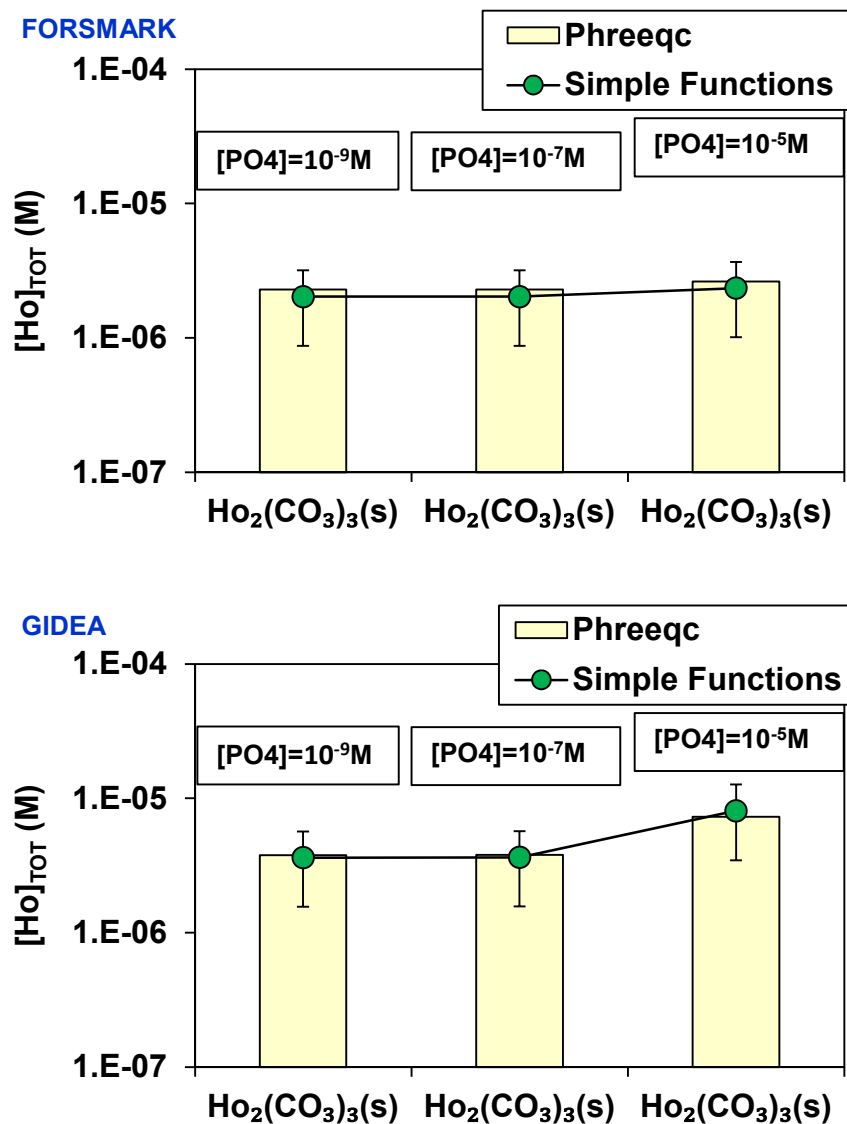 FORSMARK
Phreeqc
Simple Functions
1.E-04
[PO4]=10⁻⁹M
[PO4]=10⁻⁷M
[PO4]=10⁻⁵M
1.E-05
1.E-06
1.E-07
[Ho]TOT (M)
Ho₂(CO₃)₃(s)
Ho₂(CO₃)₃(s)
Ho₂(CO₃)₃(s)
GIDEA
Phreeqc
Simple Functions
1.E-04
[PO4]=10⁻⁹M
[PO4]=10⁻⁷M
[PO4]=10⁻⁵M
1.E-05
1.E-06
1.E-07
[Ho]TOT (M)
Ho₂(CO₃)₃(s)
Ho₂(CO₃)₃(s)
Ho₂(CO₃)₃(s)